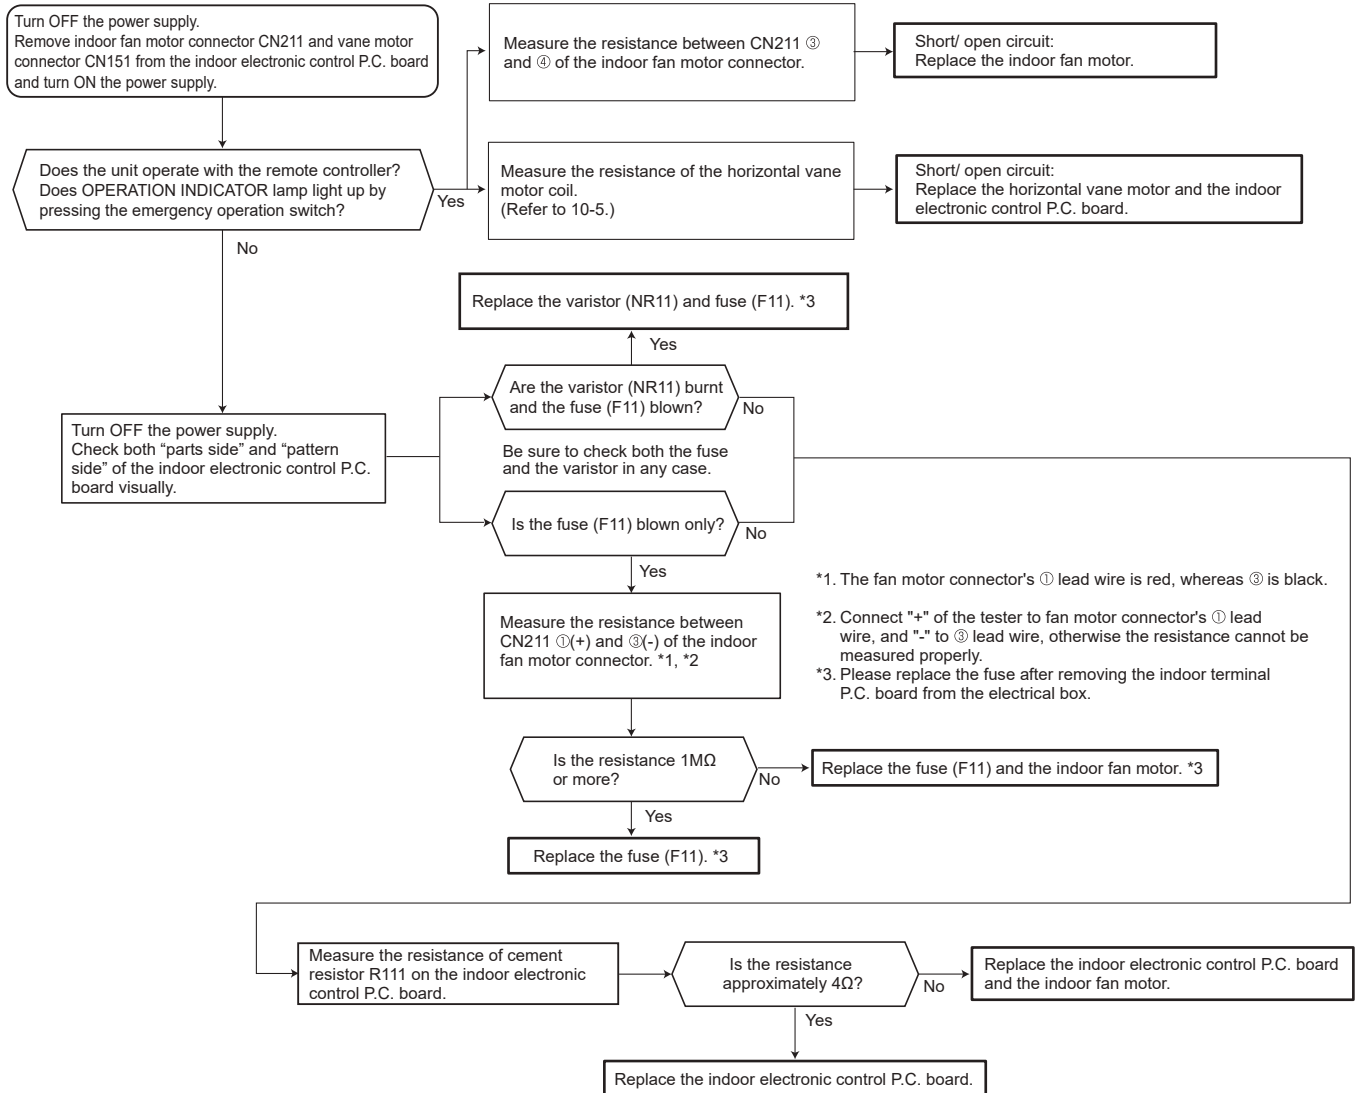 Turn OFF the power supply.
Remove indoor fan motor connector CN211 and vane motor
connector CN151 from the indoor electronic control P.C. board
and turn ON the power supply.
Measure the resistance between CN211 ③
and ④ of the indoor fan motor connector.
Short/ open circuit:
Replace the indoor fan motor.
Does the unit operate with the remote controller?
Does OPERATION INDICATOR lamp light up by
pressing the emergency operation switch?
Yes
Measure the resistance of the horizontal vane
motor coil.
(Refer to 10-5.)
Short/ open circuit:
Replace the horizontal vane motor and the indoor
electronic control P.C. board.
No
Replace the varistor (NR11) and fuse (F11). *3
Yes
Are the varistor (NR11) burnt
and the fuse (F11) blown?
No
Turn OFF the power supply.
Check both “parts side” and “pattern
side” of the indoor electronic control P.C.
board visually.
Be sure to check both the fuse
and the varistor in any case.
Is the fuse (F11) blown only?
No
Yes
Measure the resistance between
CN211 ①(+) and ③(-) of the indoor
fan motor connector. *1, *2
*1. The fan motor connector's ① lead wire is red, whereas ③ is black.
*2. Connect "+" of the tester to fan motor connector's ① lead
wire, and "-" to ③ lead wire, otherwise the resistance cannot be
measured properly.
*3. Please replace the fuse after removing the indoor terminal
P.C. board from the electrical box.
Is the resistance 1MΩ
or more?
No
Replace the fuse (F11) and the indoor fan motor. *3
Yes
Replace the fuse (F11). *3
Measure the resistance of cement
resistor R111 on the indoor electronic
control P.C. board.
Is the resistance
approximately 4Ω?
No
Replace the indoor electronic control P.C. board
and the indoor fan motor.
Yes
Replace the indoor electronic control P.C. board.